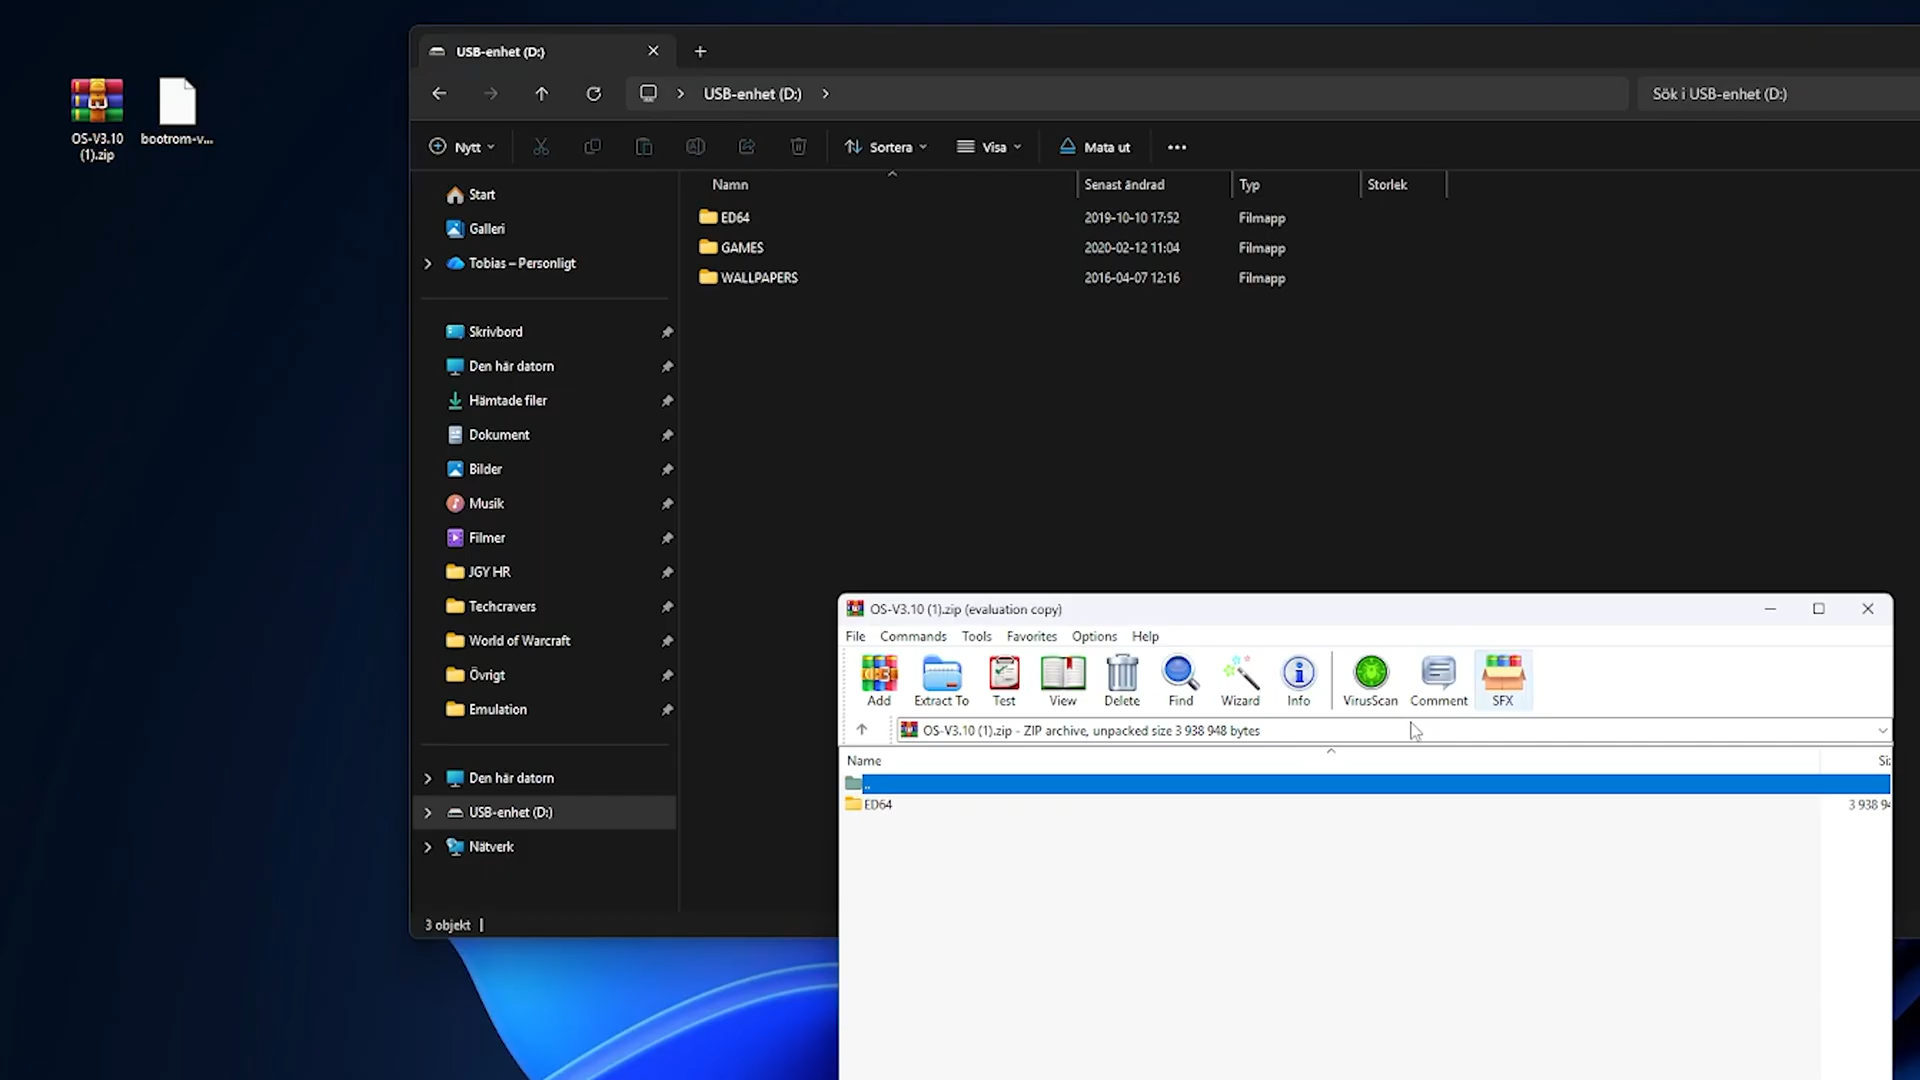 OS-V3.10
(1).zip
bootrom-v...
USB-enhet (D:)
USB-enhet (D:)
Sök i USB-enhet (D:)
Nytt
Sortera
Visa
Mata ut
Namn
Senast ändrad
Typ
Storlek
ED64
2019-10-10 17:52
Filmapp
GAMES
2020-02-12 11:04
Filmapp
WALLPAPERS
2016-04-07 12:16
Filmapp
Start
Galleri
Tobias – Personligt
Skrivbord
Den här datorn
Hämtade filer
Dokument
Bilder
Musik
Filmer
JGY HR
Techcravers
World of Warcraft
Övrigt
Emulation
Den här datorn
USB-enhet (D:)
Nätverk
3 objekt
OS-V3.10 (1).zip (evaluation copy)
File Commands Tools Favorites Options Help
Add
Extract To
Test
View
Delete
Find
Wizard
Info
VirusScan
Comment
SFX
OS-V3.10 (1).zip - ZIP archive, unpacked size 3 938 948 bytes
Name
..
ED64